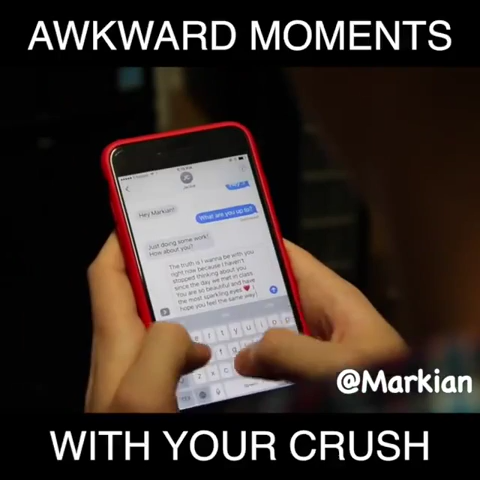 AWKWARD MOMENTS
Hey Markian!
What are you up to?
Just doing some work!
How about you?
The truth is I wanna be with you
right now because I haven't
stopped thinking about you
since the day we met in class.
You are so beautiful and have
the most sparkling eyes ❤️ I
hope you feel the same way!
e r t y u i o p
@Markian
WITH YOUR CRUSH